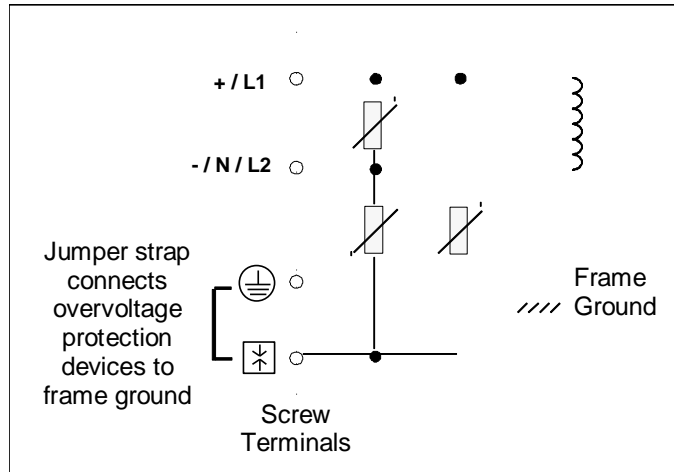 + / L1
- / N / L2
Jumper strap
connects
overvoltage
protection
devices to
frame ground
Frame
Ground
Screw
Terminals